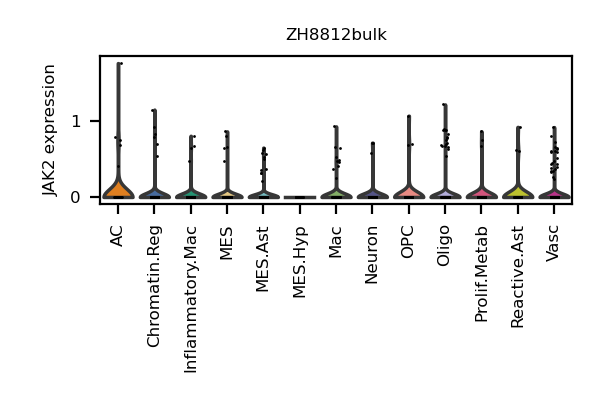 ZH8812bulk
JAK2 expression
1
0
AC
Chromatin.Reg
Inflammatory.Mac
MES
MES.Ast
MES.Hyp
Mac
Neuron
OPC
Oligo
Prolif.Metab
Reactive.Ast
Vasc